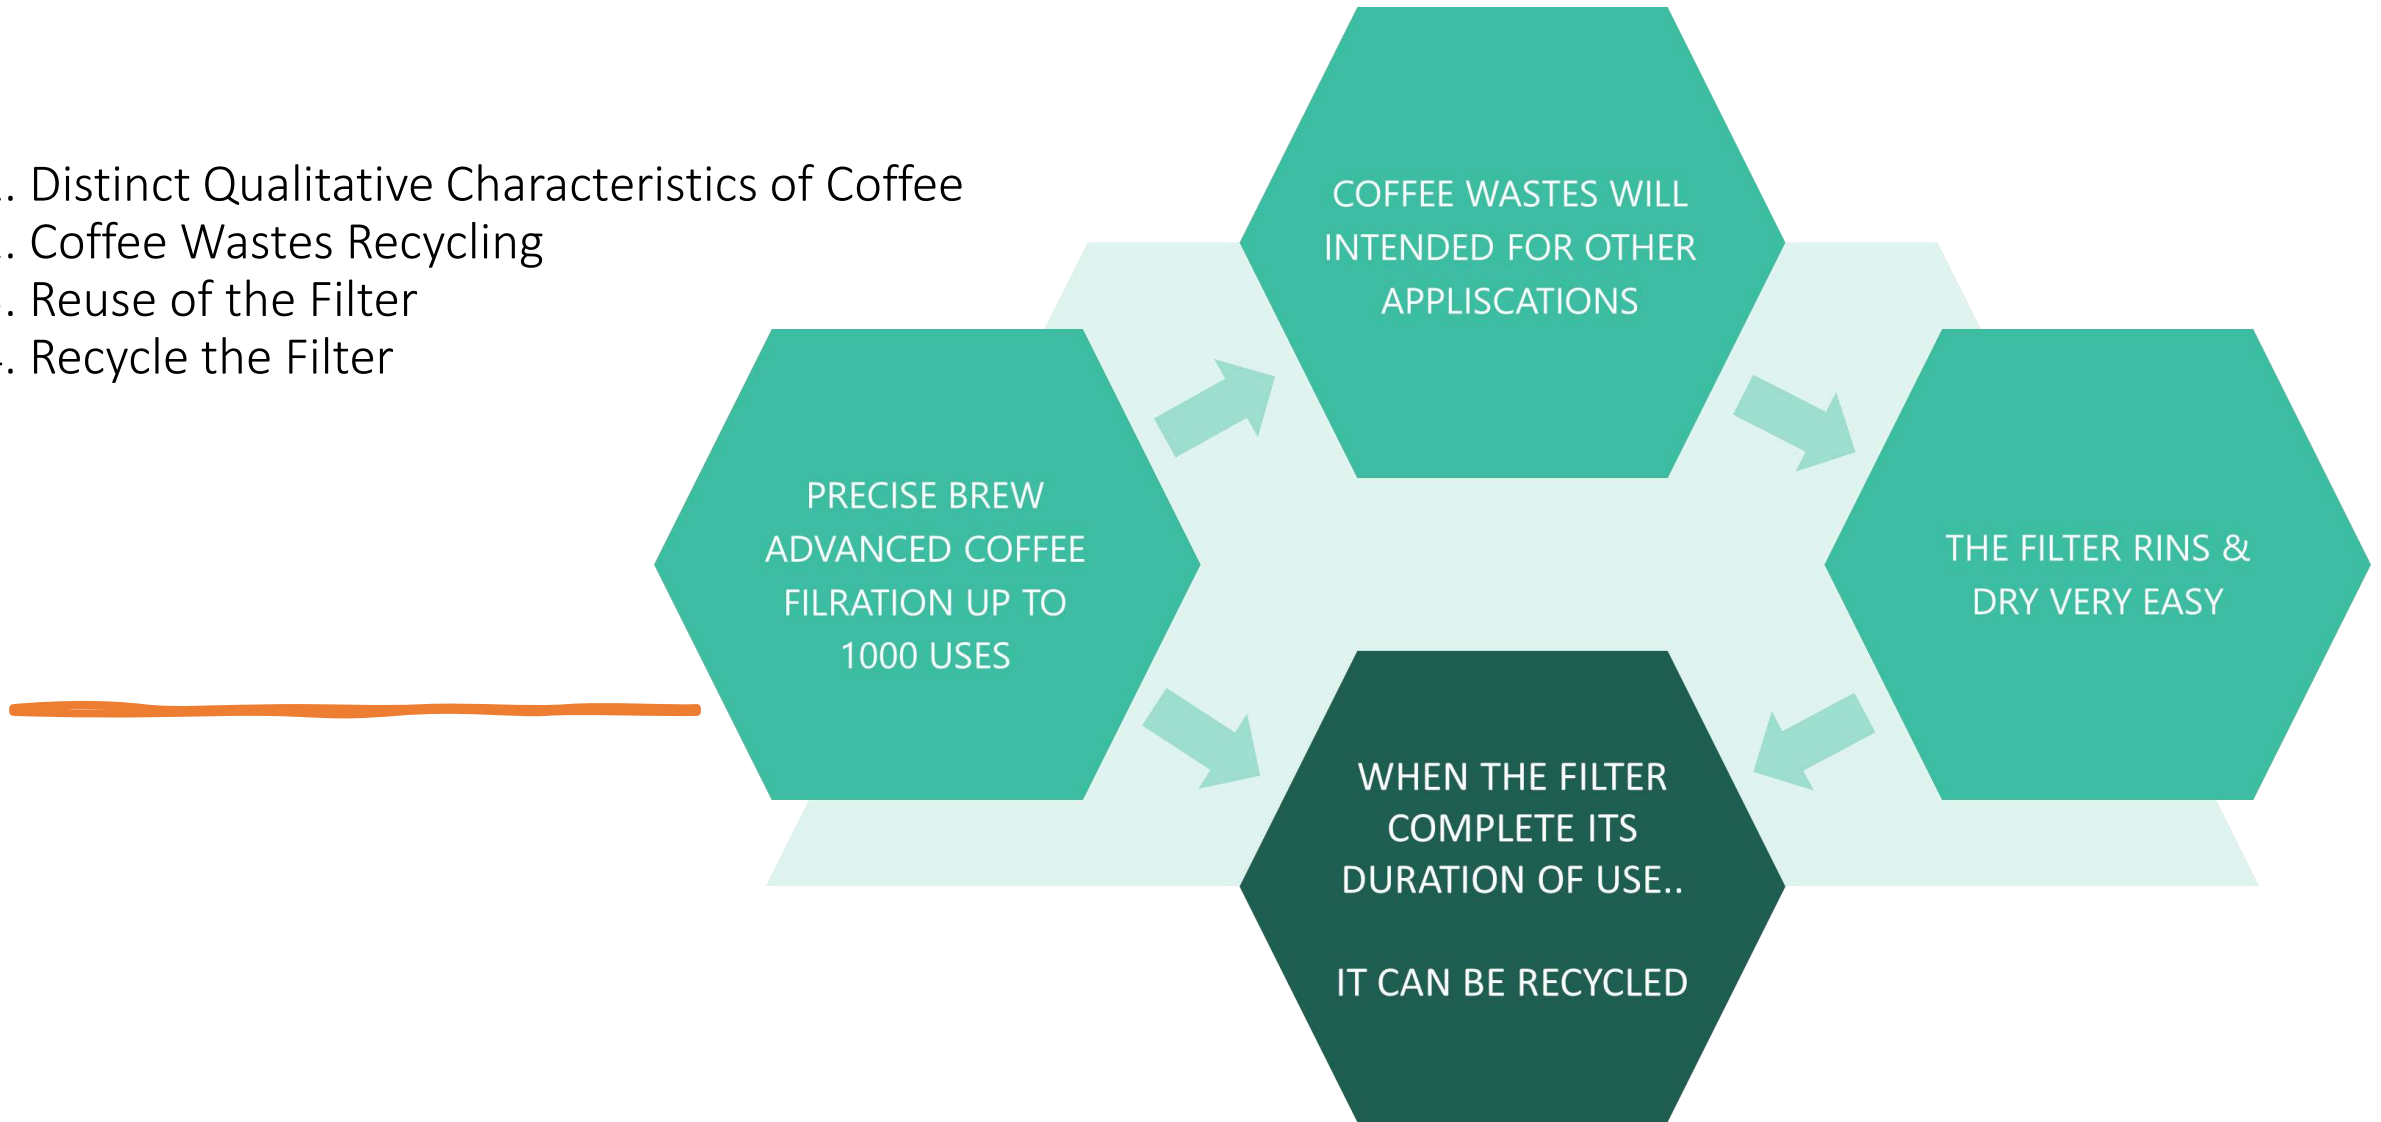 . Distinct Qualitative Characteristics of Coffee
. Coffee Wastes Recycling
. Reuse of the Filter
. Recycle the Filter
COFFEE WASTES WILL
INTENDED FOR OTHER
APPLISCATIONS
PRECISE BREW
ADVANCED COFFEE
FILRATION UP TO
1000 USES
THE FILTER RINS &
DRY VERY EASY
WHEN THE FILTER
COMPLETE ITS
DURATION OF USE..
IT CAN BE RECYCLED